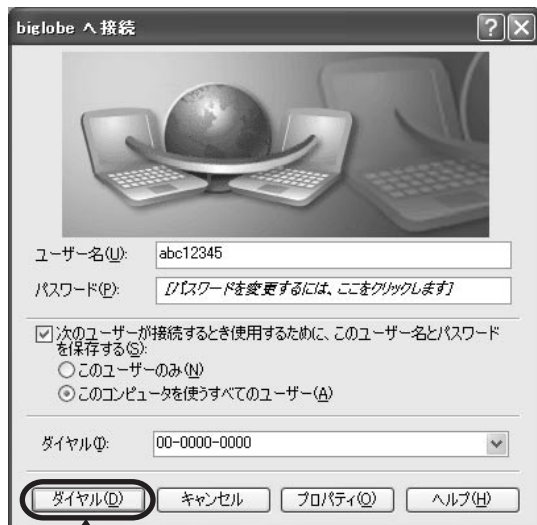 biglobe へ接続
ユーザー名(U): abc12345
パスワード(P): [パスワードを変更するには、ここをクリックします]
次のユーザーが接続するとき使用するために、このユーザー名とパスワード
を保存する(S):
このユーザーのみ(N)
このコンピュータを使うすべてのユーザー(A)
ダイヤル(I): 00-0000-0000
ダイヤル(D) キャンセル プロパティ(O) ヘルプ(H)